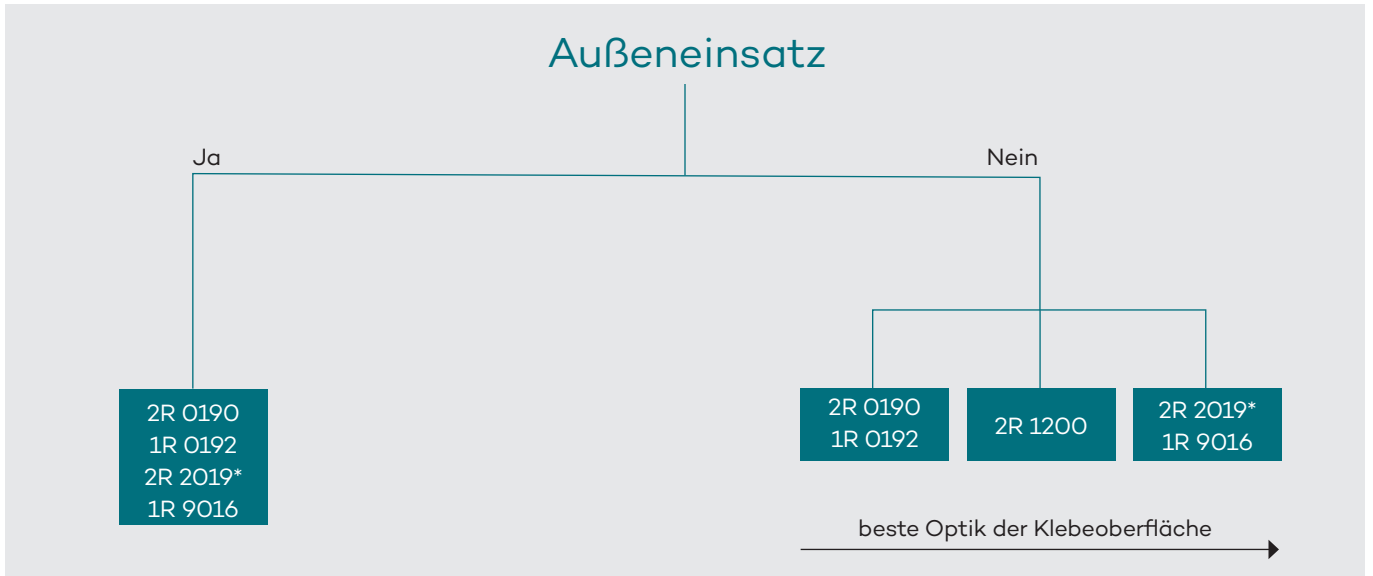 Außeneinsatz
Ja
Nein
2R 0190
1R 0192
2R 2019*
1R 9016
2R 0190
1R 0192
2R 1200
2R 2019*
1R 9016
beste Optik der Klebeoberfläche